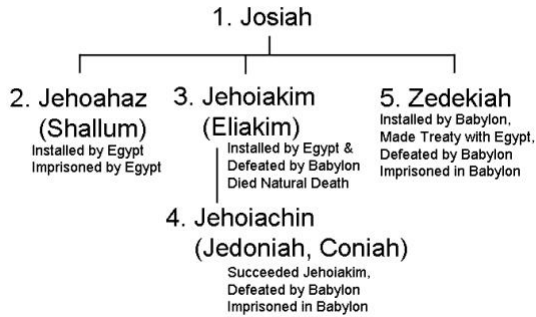 1. Josiah
2. Jehoahaz
(Shallum)
Installed by Egypt
Imprisoned by Egypt
3. Jehoiakim
(Eliakim)
Installed by Egypt &
Defeated by Babylon
Died Natural Death
5. Zedekiah
Installed by Babylon,
Made Treaty with Egypt,
Defeated by Babylon
Imprisoned in Babylon
4. Jehoiachin
(Jedoniah, Coniah)
Succeeded Jehoiakim,
Defeated by Babylon
Imprisoned in Babylon